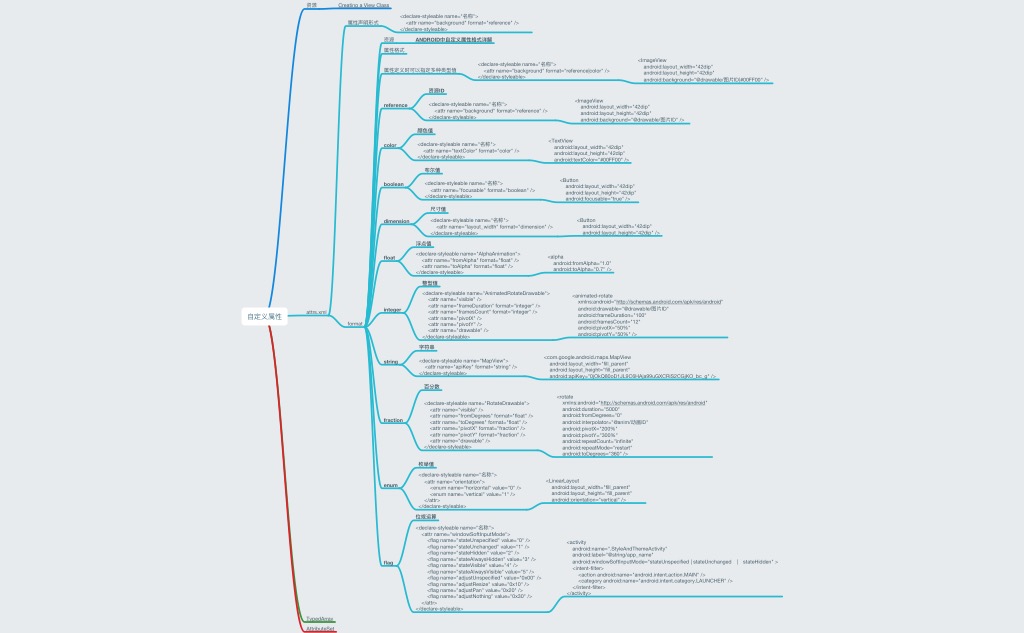 自定义属性
资源
Creating a View Class
attrs.xml
属性声明形式
<declare-styleable name="名称">
<attr name="background" format="reference" />
</declare-styleable>
format
资源
ANDROID中自定义属性格式详解
属性格式
属性定义时可以指定多种类型值
<declare-styleable name="名称">
<attr name="background" format="reference|color" />
</declare-styleable>
<ImageView
android:layout_width="42dip"
android:layout_height="42dip"
android:background="@drawable/图片ID|#00FF00" />
reference
资源ID
<declare-styleable name="名称">
<attr name="background" format="reference" />
</declare-styleable>
<ImageView
android:layout_width="42dip"
android:layout_height="42dip"
android:background="@drawable/图片ID" />
color
颜色值
<declare-styleable name="名称">
<attr name="textColor" format="color" />
</declare-styleable>
<TextView
android:layout_width="42dip"
android:layout_height="42dip"
android:textColor="#00FF00" />
boolean
布尔值
<declare-styleable name="名称">
<attr name="focusable" format="boolean" />
</declare-styleable>
<Button
android:layout_width="42dip"
android:layout_height="42dip"
android:focusable="true" />
dimension
尺寸值
<declare-styleable name="名称">
<attr name="layout_width" format="dimension" />
</declare-styleable>
<Button
android:layout_width="42dip"
android:layout_height="42dip" />
float
浮点值
<declare-styleable name="AlphaAnimation">
<attr name="fromAlpha" format="float" />
<attr name="toAlpha" format="float" />
</declare-styleable>
<alpha
android:fromAlpha="1.0"
android:toAlpha="0.7" />
integer
整型值
<declare-styleable name="AnimatedRotateDrawable">
<attr name="visible" />
<attr name="frameDuration" format="integer" />
<attr name="framesCount" format="integer" />
<attr name="pivotX" />
<attr name="pivotY" />
<attr name="drawable" />
</declare-styleable>
<animated-rotate
xmlns:android="http://schemas.android.com/apk/res/android"
android:drawable="@drawable/图片ID"
android:frameDuration="100"
android:framesCount="12"
android:pivotX="50%"
android:pivotY="50%" />
string
字符串
<declare-styleable name="MapView">
<attr name="apiKey" format="string" />
</declare-styleable>
<com.google.android.maps.MapView
android:layout_width="fill_parent"
android:layout_height="fill_parent"
fraction
百分数
<declare-styleable name="RotateDrawable">
<attr name="visible" />
<attr name="fromDegrees" format="float" />
<attr name="toDegrees" format="float" />
<attr name="pivotX" format="fraction" />
<attr name="pivotY" format="fraction" />
<attr name="drawable" />
</declare-styleable>
<rotate
xmlns:android="http://schemas.android.com/apk/res/android"
android:duration="5000"
android:fromDegrees="0"
android:interpolator="@anim/动画ID"
android:pivotX="200%"
android:pivotY="300%"
android:repeatCount="infinite"
android:repeatMode="restart"
android:toDegrees="360" />
enum
枚举值
<declare-styleable name="名称">
<attr name="orientation">
<enum name="horizontal" value="0" />
<enum name="vertical" value="1" />
</attr>
</declare-styleable>
<LinearLayout
android:layout_width="fill_parent"
android:layout_height="fill_parent"
android:orientation="vertical" />
flag
位或运算
<declare-styleable name="名称">
<attr name="windowSoftInputMode">
<flag name="stateUnspecified" value="0" />
<flag name="stateUnchanged" value="1" />
<flag name="stateHidden" value="2" />
<flag name="stateAlwaysHidden" value="3" />
<flag name="stateVisible" value="4" />
<flag name="stateAlwaysVisible" value="5" />
<flag name="adjustUnspecified" value="0x00" />
<flag name="adjustResize" value="0x10" />
<flag name="adjustPan" value="0x20" />
<flag name="adjustNothing" value="0x30" />
</attr>
</declare-styleable>
<activity
android:name=".StyleAndThemeActivity"
android:label="@string/app_name"
android:windowSoftInputMode="stateUnspecified | stateUnchanged | stateHidden" >
<intent-filter>
<action android:name="android.intent.action.MAIN" />
<category android:name="android.intent.category.LAUNCHER" />
</intent-filter>
</activity>
TypedArray
AttributeSet